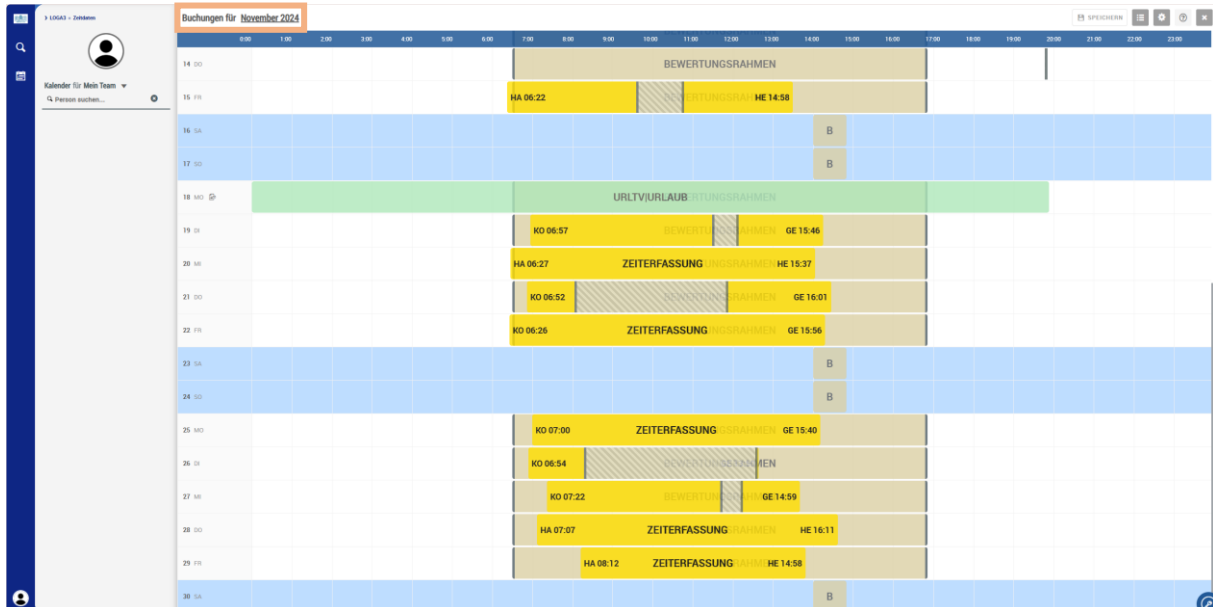 LOGA3 > Zeitdaten
Buchungen für November 2024
SPEICHERN
Kalender für Mein Team
Person suchen...
0:00 1:00 2:00 3:00 4:00 5:00 6:00 7:00 8:00 9:00 10:00 11:00 12:00 13:00 14:00 15:00 16:00 17:00 18:00 19:00 20:00 21:00 22:00 23:00
14 DO BEWERTUNGSRAHMEN
15 FR HA 06:22 HE 14:58
16 SA B
17 SO B
18 MO URLTV|URLAUB
19 DI KO 06:57 GE 15:46
20 MI HA 06:27 ZEITERFASSUNG HE 15:37
21 DO KO 06:52 GE 16:01
22 FR KO 06:26 ZEITERFASSUNG GE 15:56
23 SA B
24 SO B
25 MO KO 07:00 ZEITERFASSUNG GE 15:40
26 DI KO 06:54
27 MI KO 07:22 GE 14:59
28 DO HA 07:07 ZEITERFASSUNG HE 16:11
29 FR HA 08:12 ZEITERFASSUNG HE 14:58
30 SA B